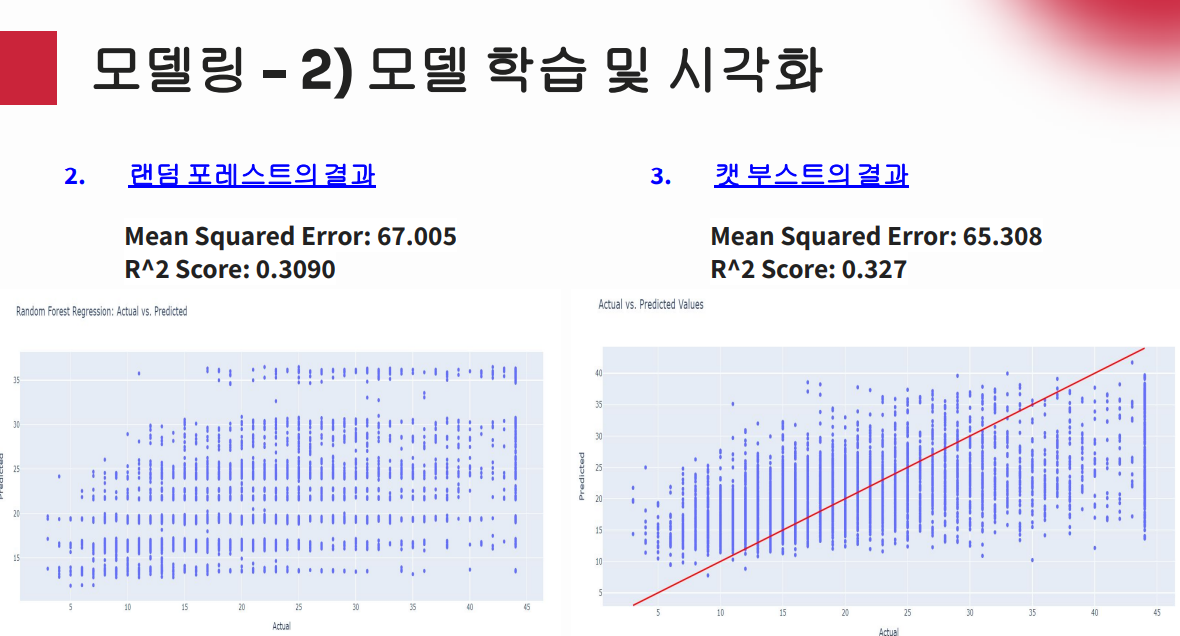 모델링 – 2) 모델 학습 및 시각화
2. 랜덤 포레스트의 결과
Mean Squared Error: 67.005
R^2 Score: 0.3090
Random Forest Regression: Actual vs. Predicted
35
30
25
20
15
5 10 15 20 25 30 35 40 45
Predicted
Actual
3. 캣 부스트의 결과
Mean Squared Error: 65.308
R^2 Score: 0.327
Actual vs. Predicted Values
40
35
30
25
20
15
10
5
5 10 15 20 25 30 35 40 45
Predicted
Actual